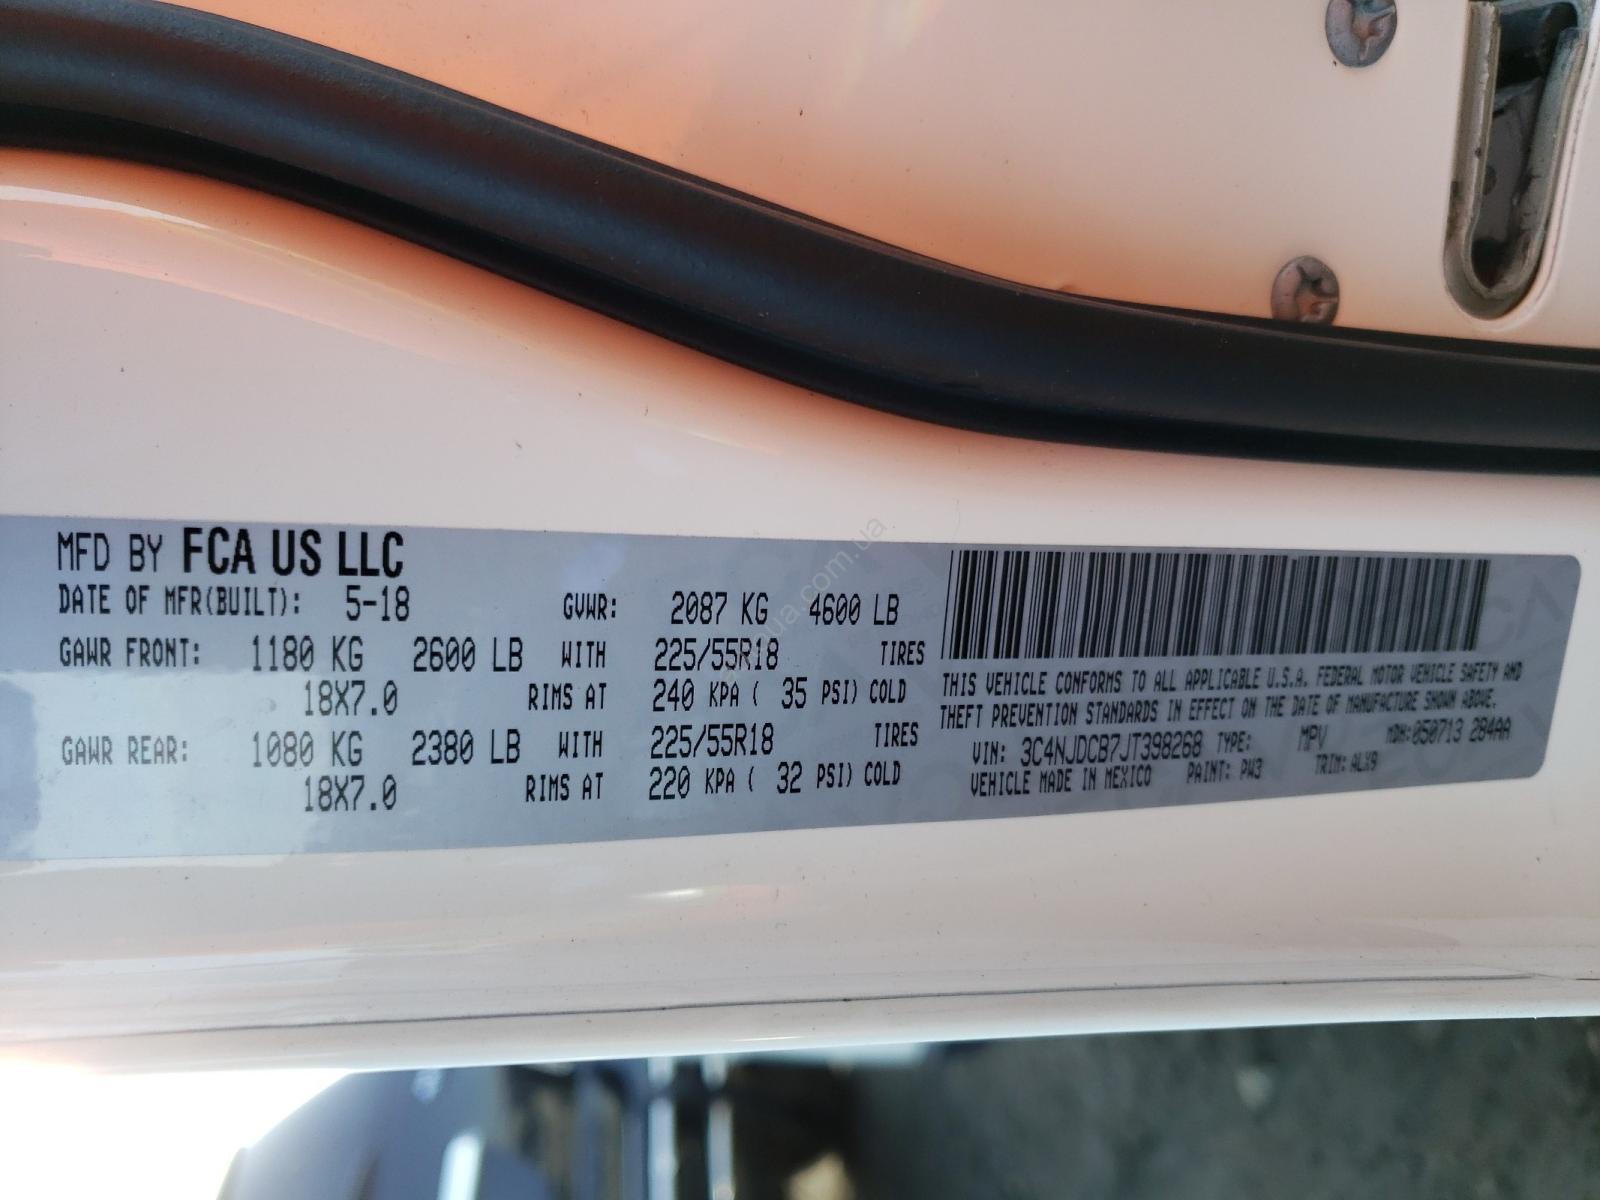 MFD BY FCA US LLC
DATE OF MFR(BUILT): 5-18 GVWR: 2087 KG 4600 LB
GAWR FRONT: 1180 KG 2600 LB WITH 225/55R18 TIRES
18X7.0 RIMS AT 240 KPA ( 35 PSI) COLD
GAWR REAR: 1080 KG 2380 LB WITH 225/55R18 TIRES
18X7.0 RIMS AT 220 KPA ( 32 PSI) COLD
THIS VEHICLE CONFORMS TO ALL APPLICABLE U.S.A. FEDERAL MOTOR VEHICLE SAFETY AND
THEFT PREVENTION STANDARDS IN EFFECT ON THE DATE OF MANUFACTURE SHOWN ABOVE.
VIN: 3C4NJDCB7JT398268 TYPE: MPV MDH:050713 284AA
VEHICLE MADE IN MEXICO PAINT: PW3 TRIM: ALX9